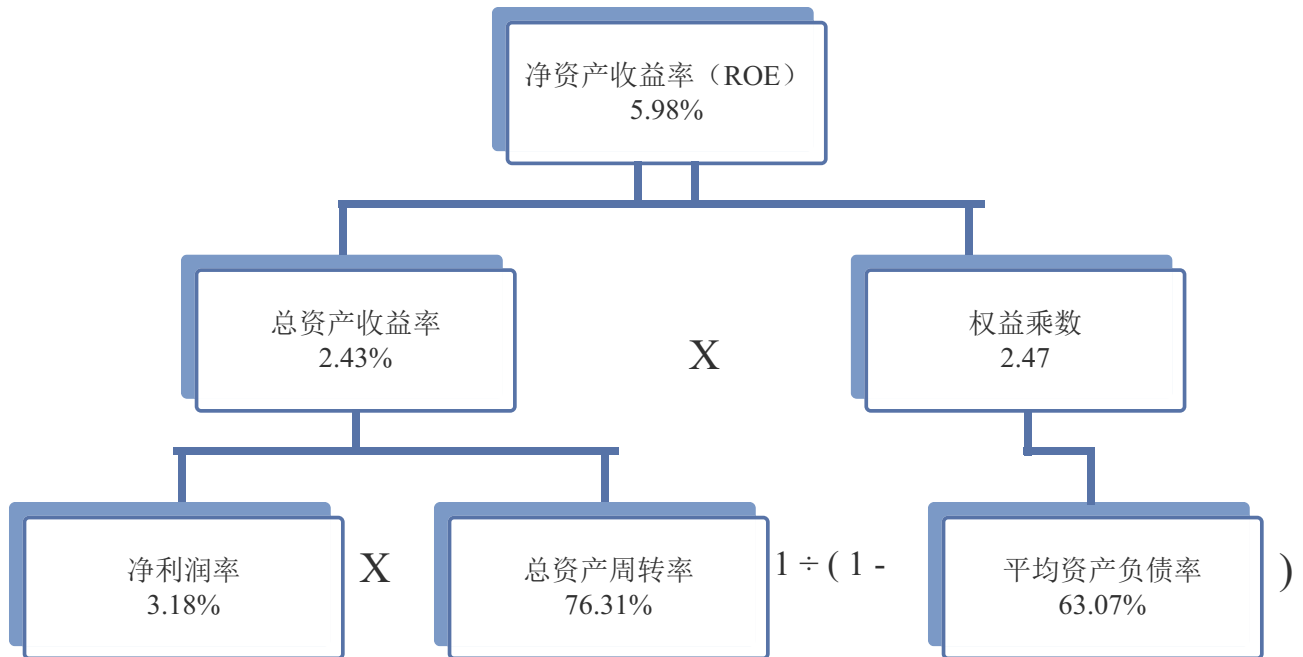 净资产收益率（ROE）
5.98%
总资产收益率
2.43%
X
权益乘数
2.47
净利润率
3.18%
X
总资产周转率
76.31%
1 ÷ ( 1 -
平均资产负债率
63.07%
)